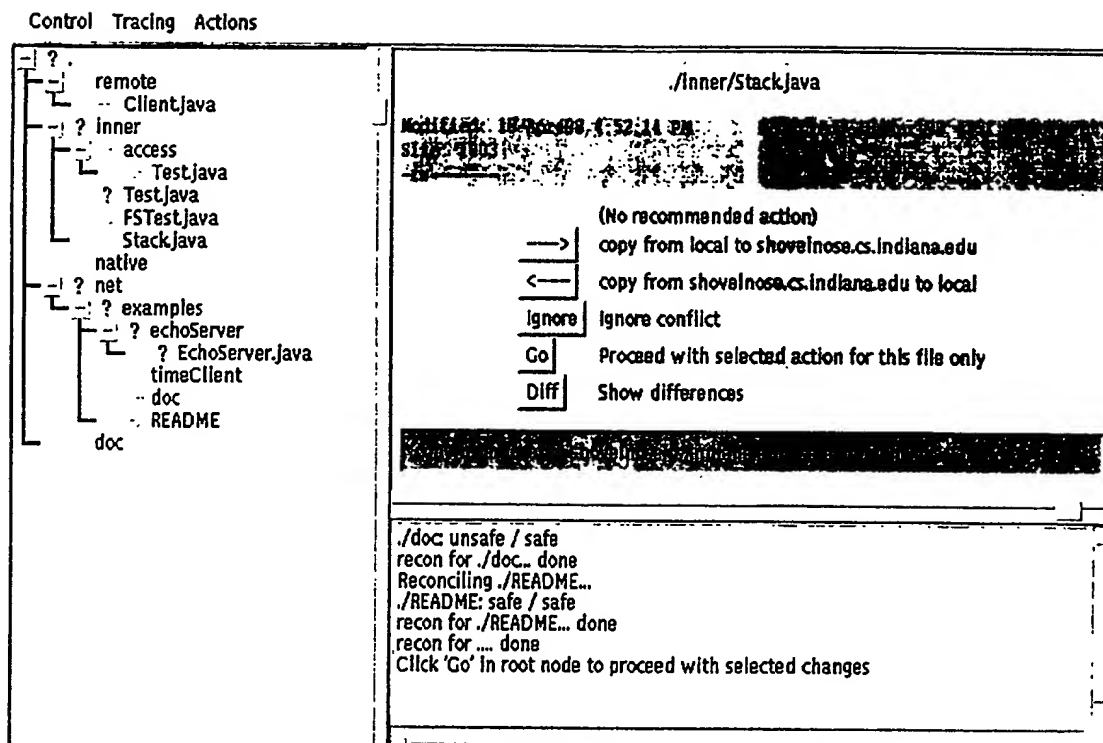 Control Tracing Actions
? .
remote
Client.java
? inner
access
Test.java
? Test.java
FSTest.java
Stack.java
native
? net
? examples
? echoServer
? EchoServer.java
timeClient
doc
README
doc
./inner/Stack.java
Modified:
(No recommended action)
---> copy from local to shovelnose.cs.indiana.edu
<--- copy from shovelnose.cs.indiana.edu to local
Ignore Ignore conflict
Go Proceed with selected action for this file only
Diff Show differences
./doc: unsafe / safe
recon for ./doc... done
Reconciling ./README...
./README: safe / safe
recon for ./README... done
recon for .... done
Click 'Go' in root node to proceed with selected changes